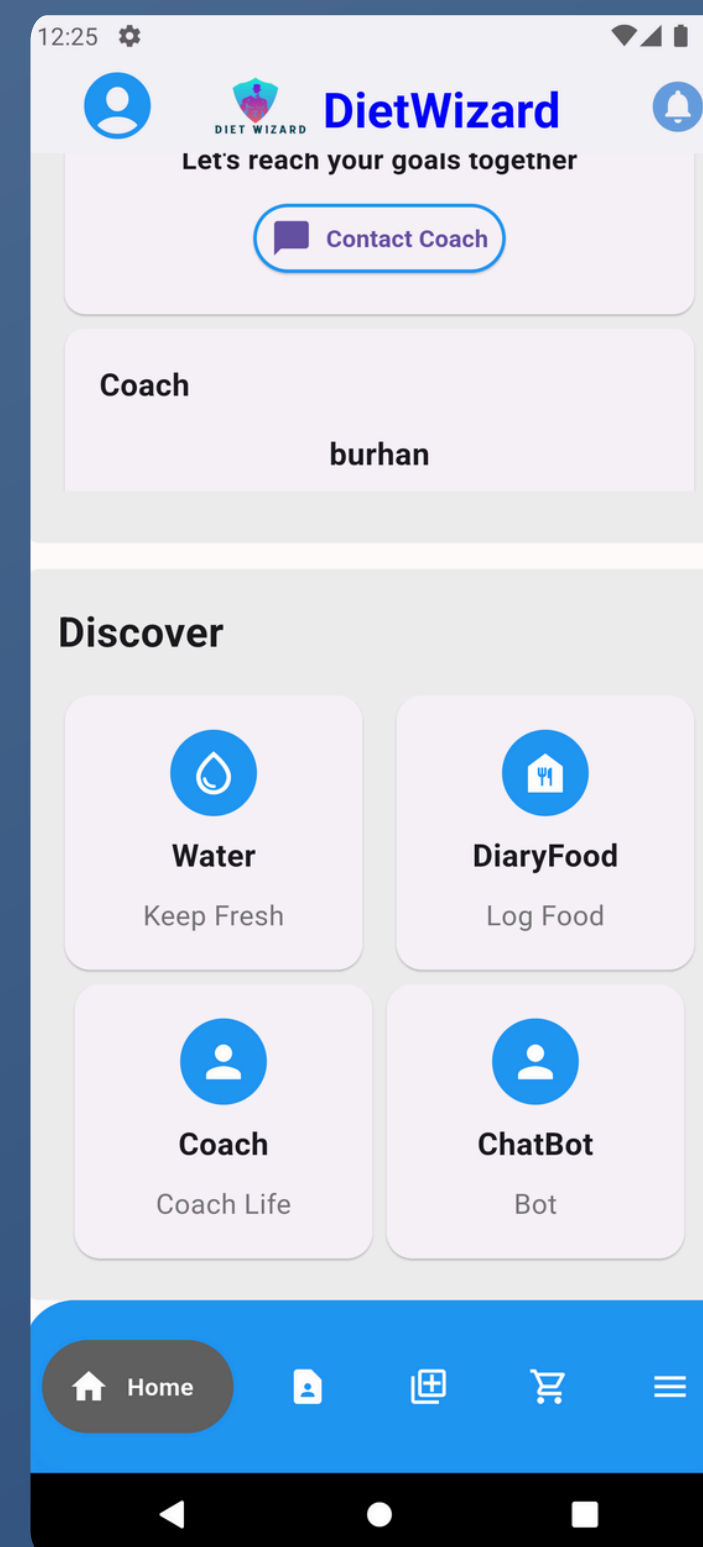 12:25
DIET WIZARD
DietWizard
Let's reach your goals together
Contact Coach
Coach
burhan
Discover
Water
Keep Fresh
DiaryFood
Log Food
Coach
Coach Life
ChatBot
Bot
Home